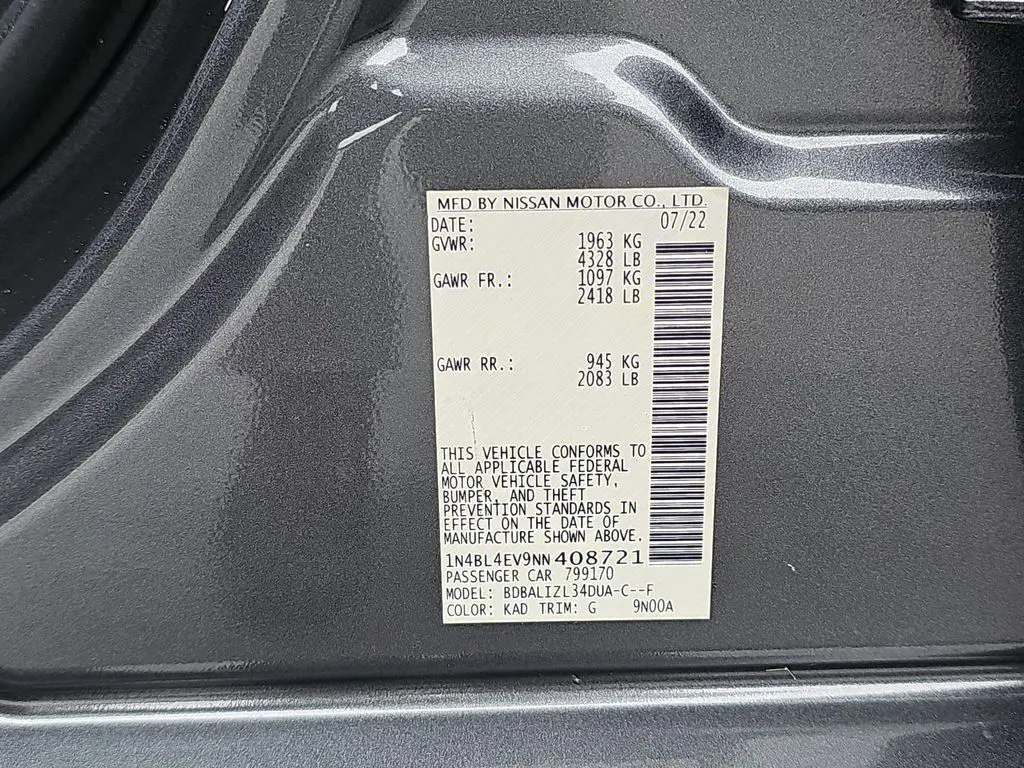 MFD BY NISSAN MOTOR CO., LTD.
DATE: 07/22
GVWR: 1963 KG
4328 LB
GAWR FR.: 1097 KG
2418 LB
GAWR RR.: 945 KG
2083 LB
THIS VEHICLE CONFORMS TO
ALL APPLICABLE FEDERAL
MOTOR VEHICLE SAFETY,
BUMPER, AND THEFT
PREVENTION STANDARDS IN
EFFECT ON THE DATE OF
MANUFACTURE SHOWN ABOVE.
1N4BL4EV9NN408721
PASSENGER CAR 799170
MODEL: BDBALIZL34DUA-C--F
COLOR: KAD TRIM: G 9N00A